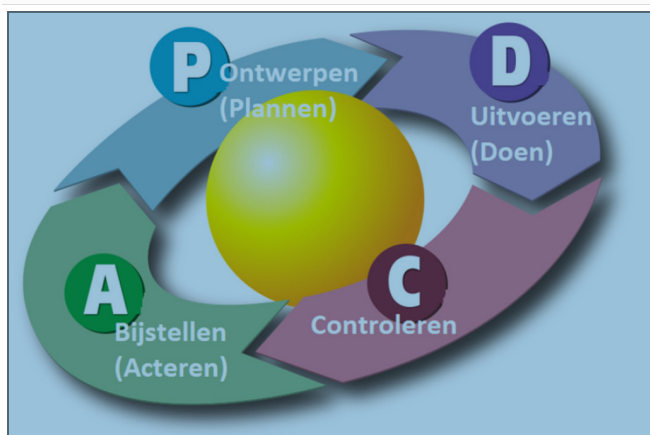 P
Ontwerpen
(Plannen)
D
Uitvoeren
(Doen)
C
Controleren
A
Bijstellen
(Acteren)